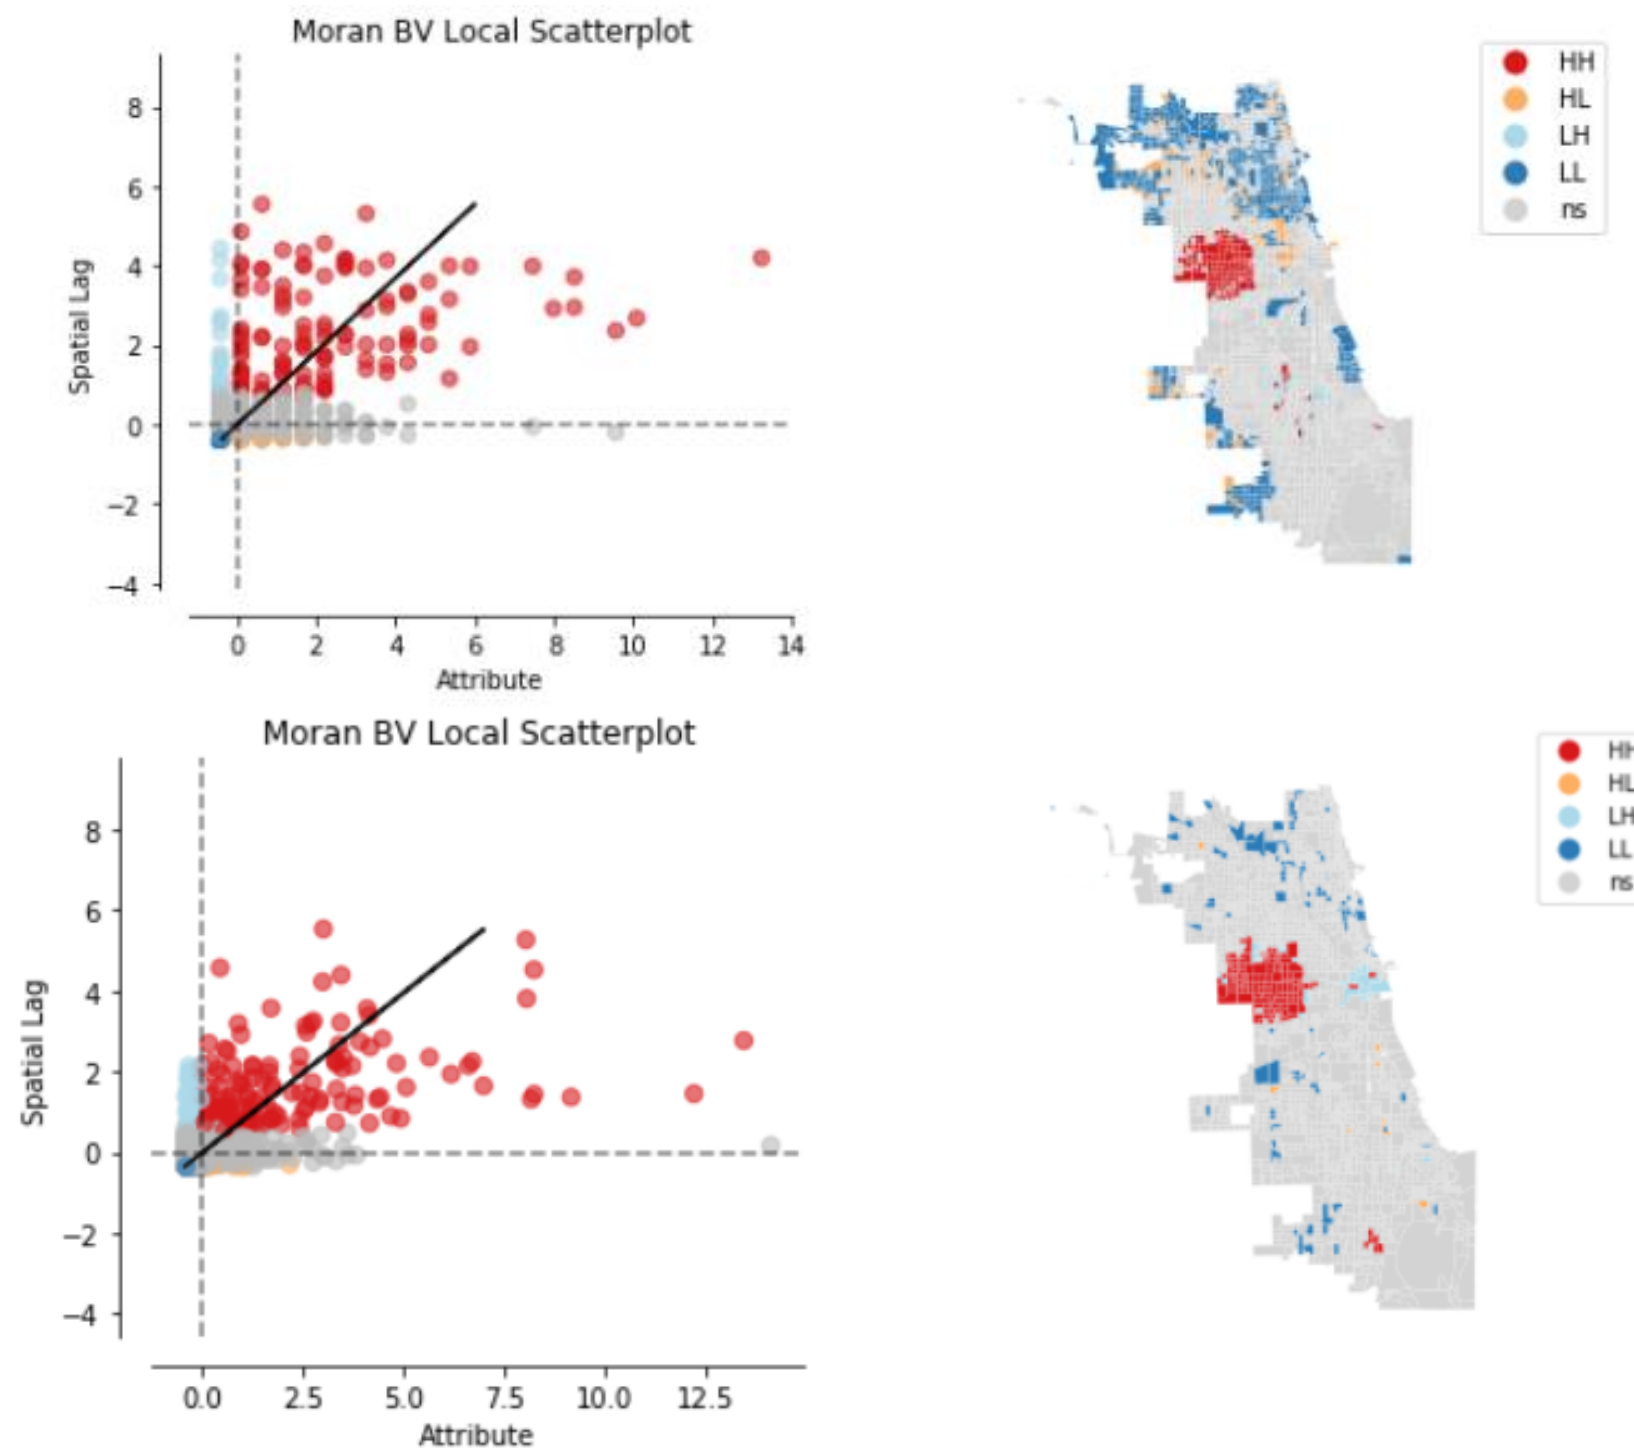 Moran BV Local Scatterplot
8
6
4
2
0
−2
−4
Spatial Lag
0 2 4 6 8 10 12 14
Attribute
HH
HL
LH
LL
ns
Moran BV Local Scatterplot
8
6
4
2
0
−2
−4
Spatial Lag
0.0 2.5 5.0 7.5 10.0 12.5
Attribute
HH
HL
LH
LL
ns